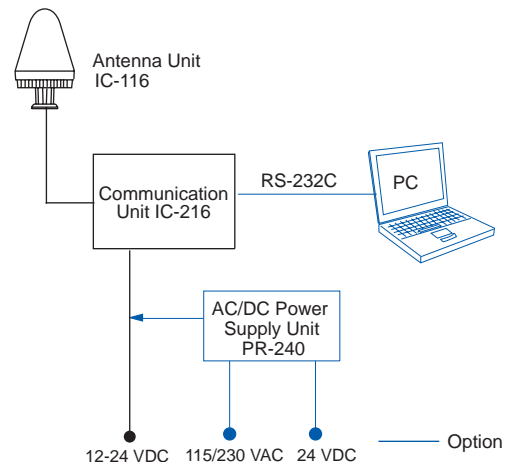 Antenna Unit
IC-116
Communication
Unit IC-216
RS-232C
PC
AC/DC Power
Supply Unit
PR-240
12-24 VDC
115/230 VAC
24 VDC
Option